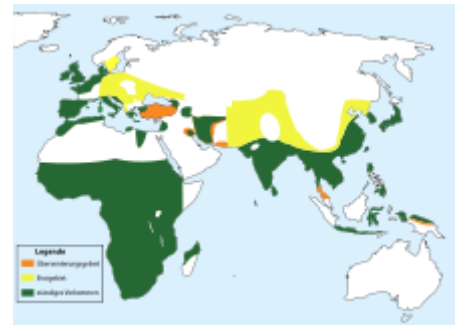 Legende
Überwinterungsgebiet
Brutgebiet
ständiges Vorkommen